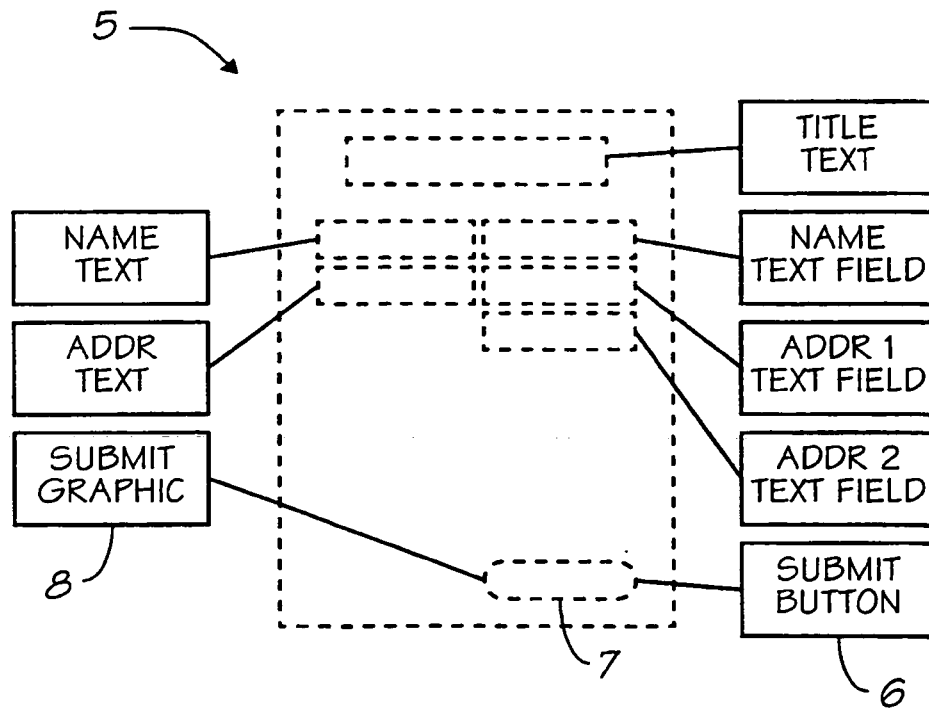 5
TITLE
TEXT
NAME
TEXT
NAME
TEXT FIELD
ADDR
TEXT
ADDR 1
TEXT FIELD
SUBMIT
GRAPHIC
ADDR 2
TEXT FIELD
8
SUBMIT
BUTTON
7
6